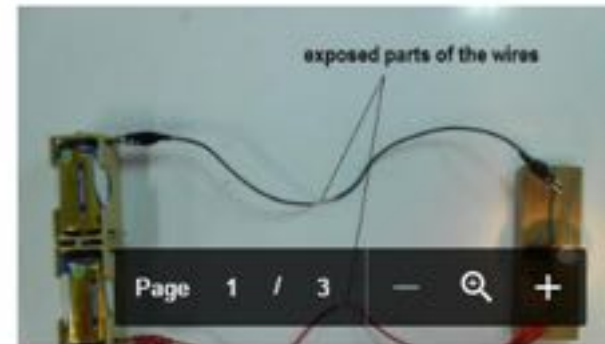 exposed parts of the wires
Page 1 / 3